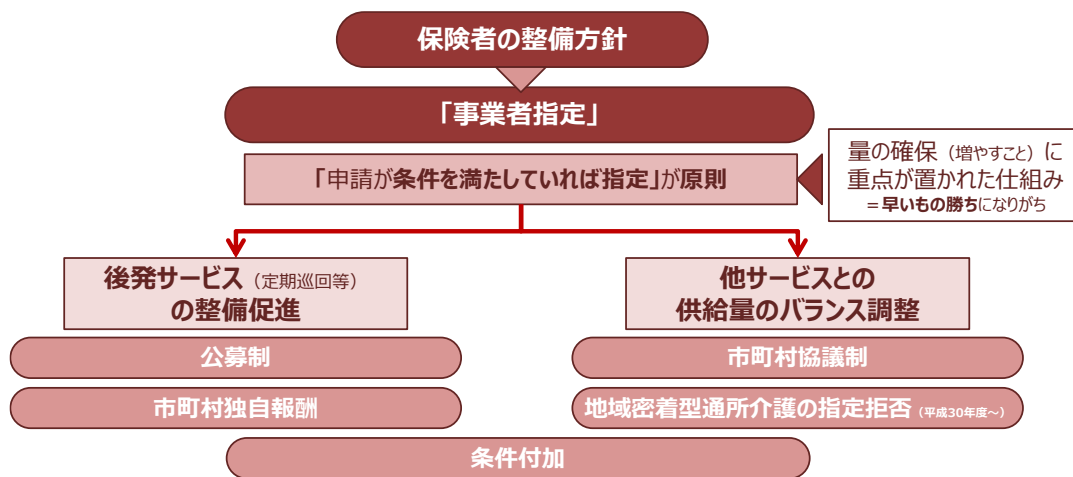 保険者の整備方針
「事業者指定」
「申請が条件を満たしていれば指定」が原則
量の確保（増やすこと）に
重点が置かれた仕組み
＝早いもの勝ちになりがち
後発サービス（定期巡回等）
の整備促進
他サービスとの
供給量のバランス調整
公募制
市町村協議制
市町村独自報酬
地域密着型通所介護の指定拒否（平成30年度～）
条件付加